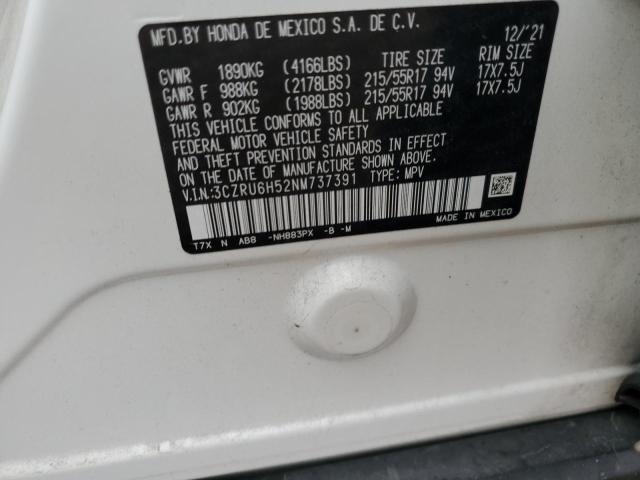 MFD.BY HONDA DE MEXICO S.A. DE C.V. 12/'21
GVWR 1890KG (4166LBS) TIRE SIZE RIM SIZE
GAWR F 988KG (2178LBS) 215/55R17 94V 17X7.5J
GAWR R 902KG (1988LBS) 215/55R17 94V 17X7.5J
THIS VEHICLE CONFORMS TO ALL APPLICABLE
FEDERAL MOTOR VEHICLE SAFETY
AND THEFT PREVENTION STANDARDS IN EFFECT
ON THE DATE OF MANUFACTURE SHOWN ABOVE.
V.I.N.:3CZRU6H52NM737391 TYPE: MPV
T7X N AB8 -NH883PX -B -M MADE IN MEXICO